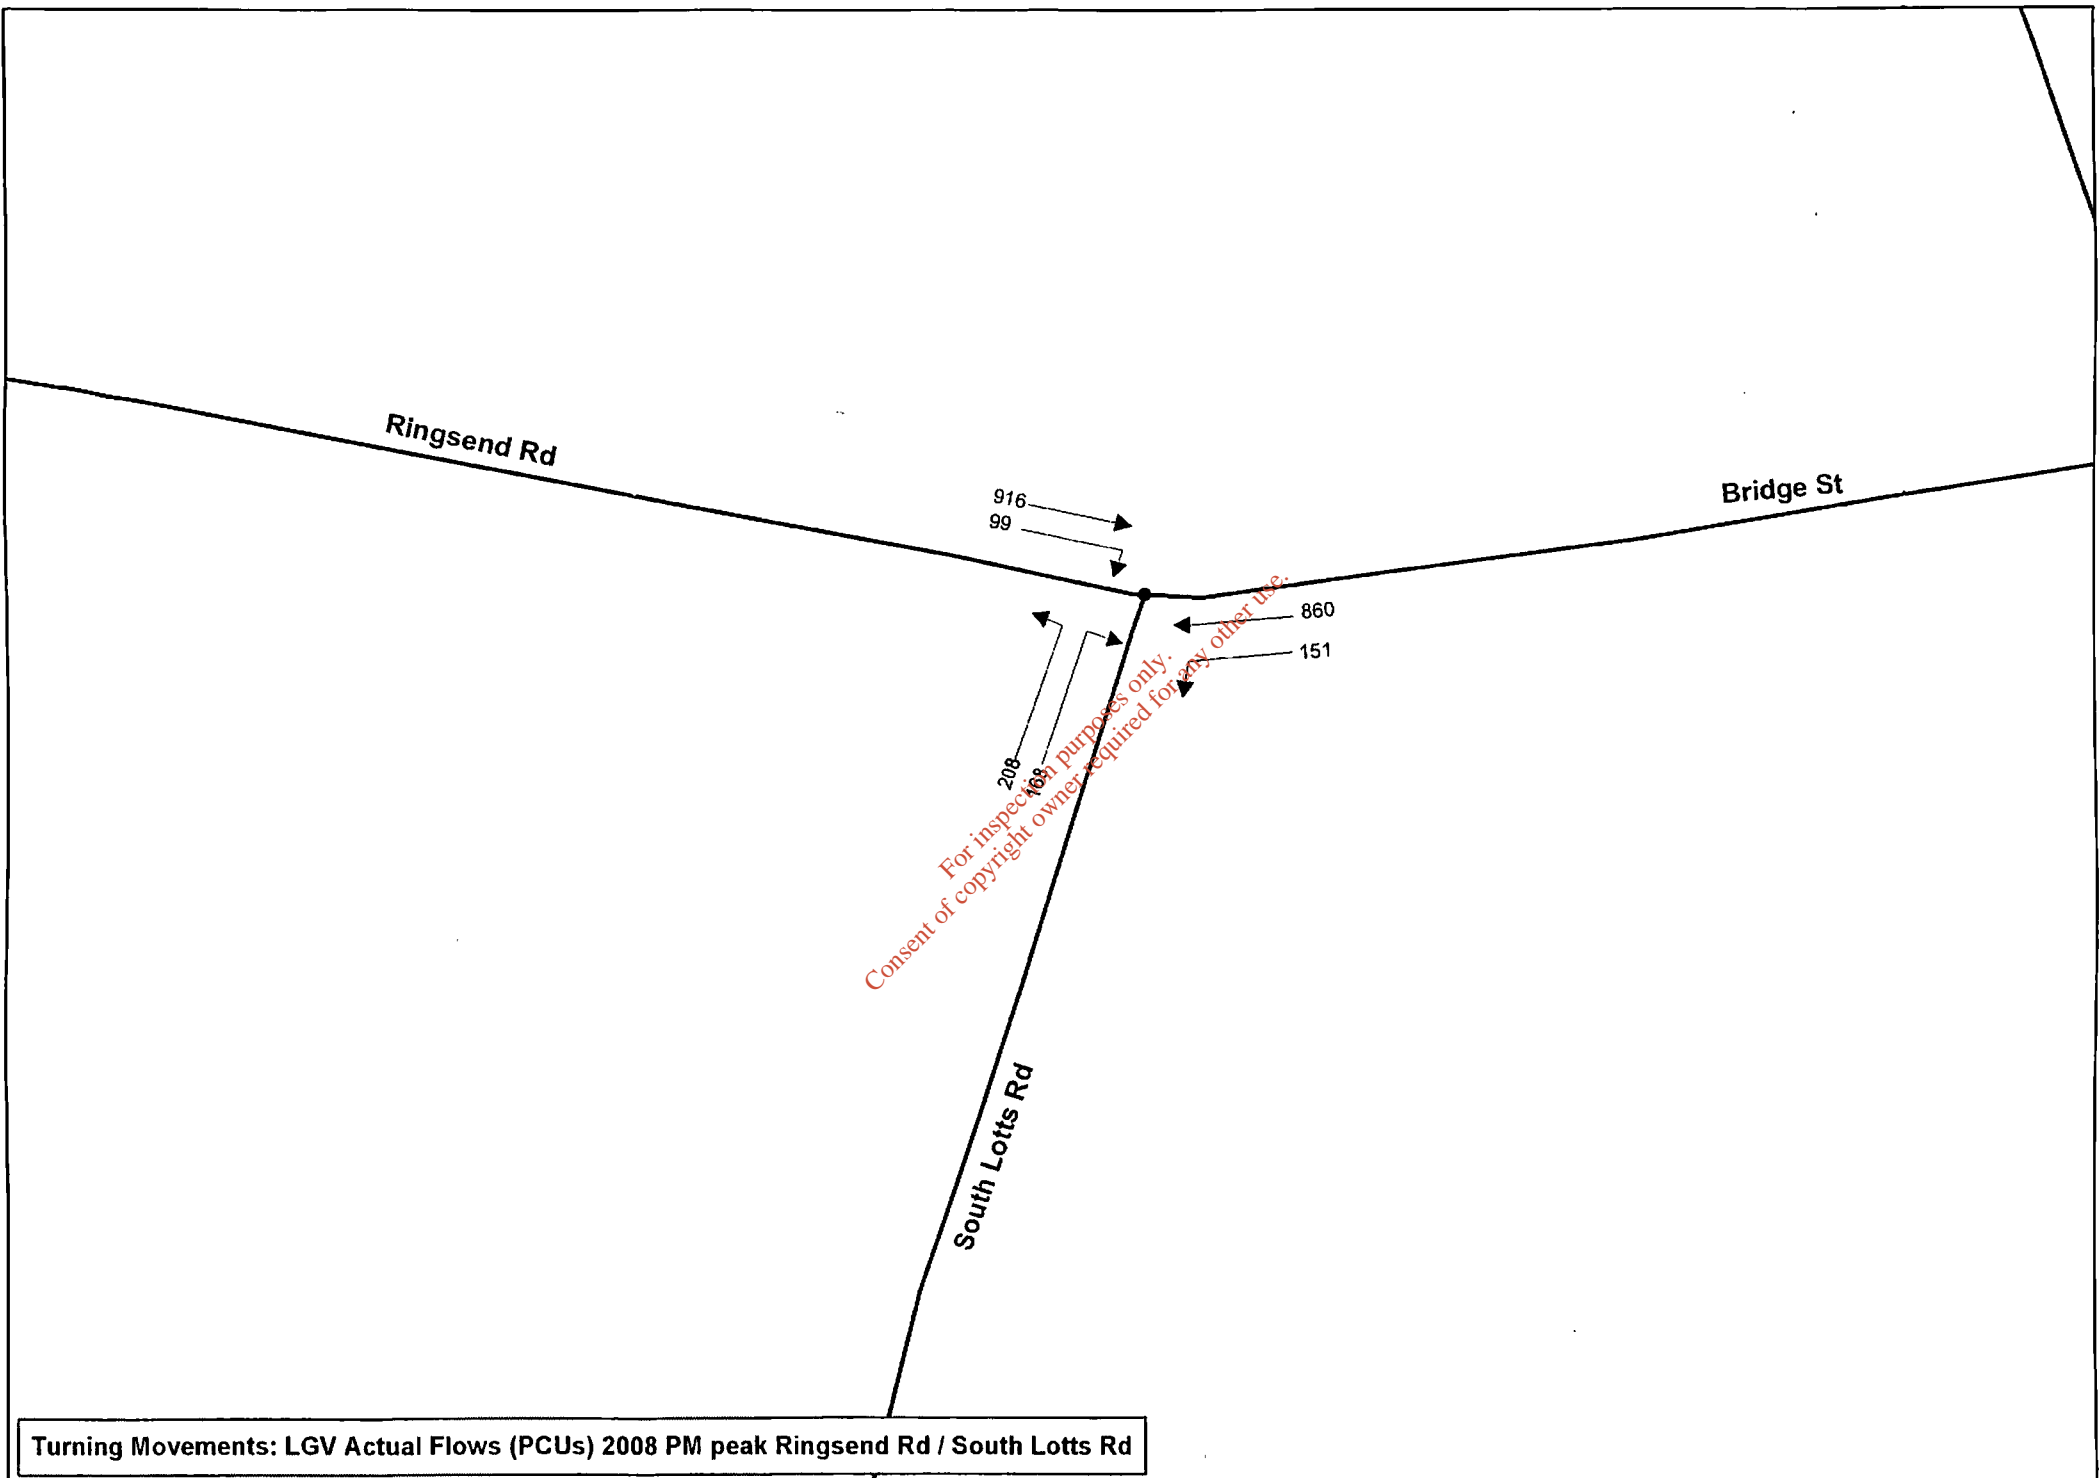 Ringsend Rd
Bridge St
916
99
860
151
208
168
For inspection purposes only.
Consent of copyright owner required for any other use.
South Lotts Rd
Turning Movements: LGV Actual Flows (PCUs) 2008 PM peak Ringsend Rd / South Lotts Rd